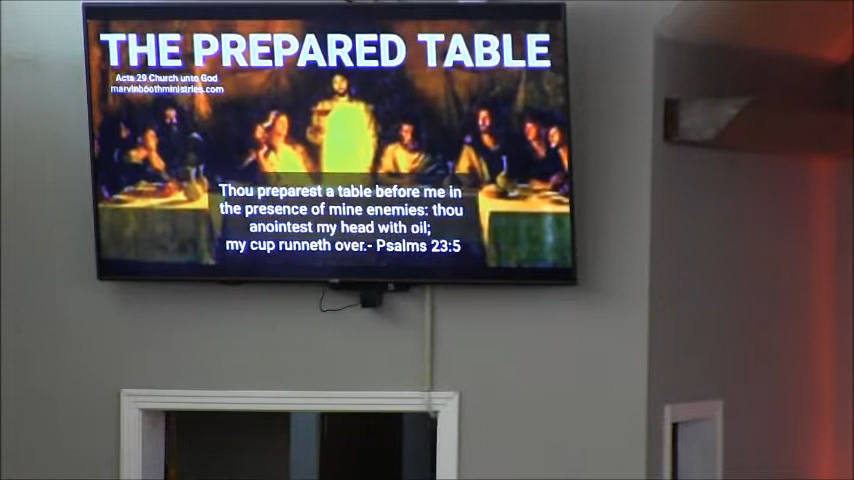 THE PREPARED TABLE
Acts 29 Church unto God
marvinboothministries.com
Thou preparest a table before me in
the presence of mine enemies: thou
anointest my head with oil;
my cup runneth over.- Psalms 23:5